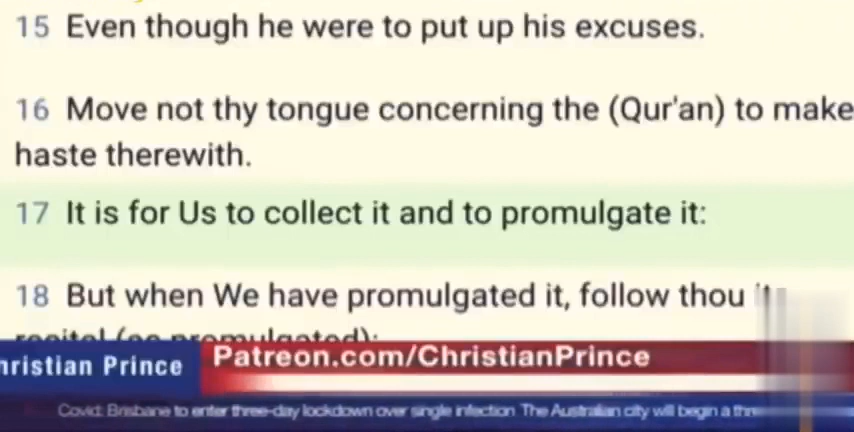 15 Even though he were to put up his excuses.
16 Move not thy tongue concerning the (Qur'an) to make
haste therewith.
17 It is for Us to collect it and to promulgate it:
18 But when We have promulgated it, follow thou
recital (as promulgated):
hristian Prince
Patreon.com/ChristianPrince
Covid: Brisbane to enter three-day lockdown over single infection The Australian city will begin a